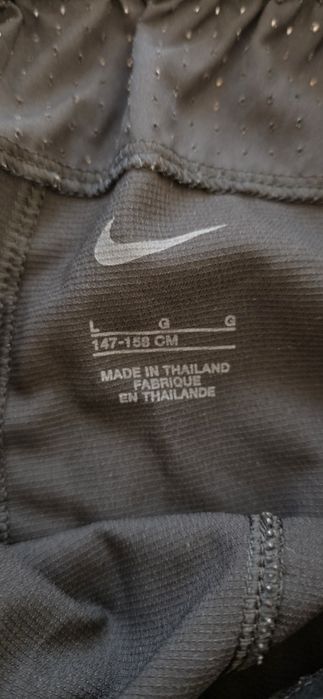 L G G
147-158 CM
MADE IN THAILAND
FABRIQUE
EN THAILANDE